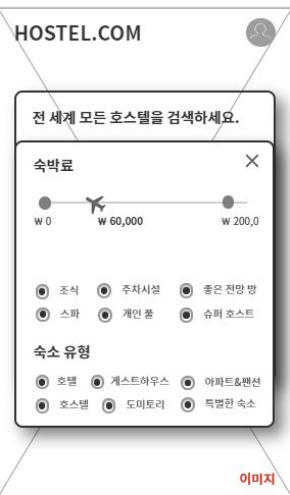 HOSTEL.COM
전 세계 모든 호스텔을 검색하세요.
숙박료
₩ 0 ₩ 60,000 ₩ 200,0
조식 주차시설 좋은 전망 방
스파 개인 풀 슈퍼 호스트
숙소 유형
호텔 게스트하우스 아파트&팬션
호스텔 도미토리 특별한 숙소
이미지